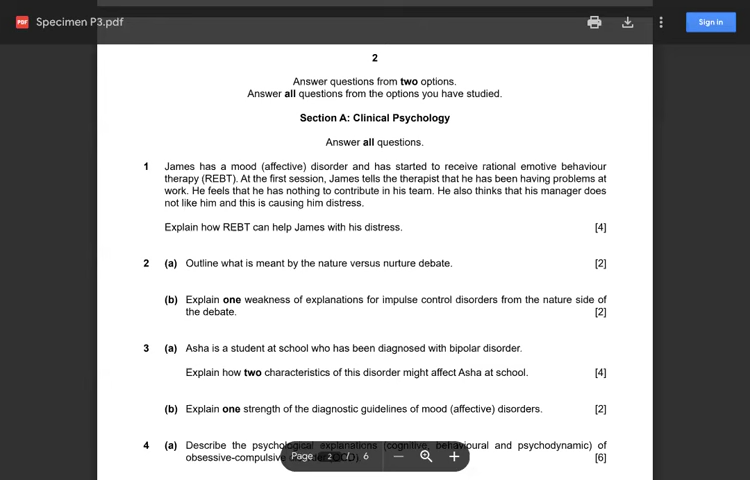 Specimen P3.pdf
Sign in
2
Answer questions from two options.
Answer all questions from the options you have studied.
Section A: Clinical Psychology
Answer all questions.
1 James has a mood (affective) disorder and has started to receive rational emotive behaviour
therapy (REBT). At the first session, James tells the therapist that he has been having problems at
work. He feels that he has nothing to contribute in his team. He also thinks that his manager does
not like him and this is causing him distress.
Explain how REBT can help James with his distress. [4]
2 (a) Outline what is meant by the nature versus nurture debate. [2]
(b) Explain one weakness of explanations for impulse control disorders from the nature side of
the debate. [2]
3 (a) Asha is a student at school who has been diagnosed with bipolar disorder.
Explain how two characteristics of this disorder might affect Asha at school. [4]
(b) Explain one strength of the diagnostic guidelines of mood (affective) disorders. [2]
4 (a) Describe the psychological explanations (cognitive, behavioural and psychodynamic) of
obsessive-compulsive [6]
Page 2 / 6